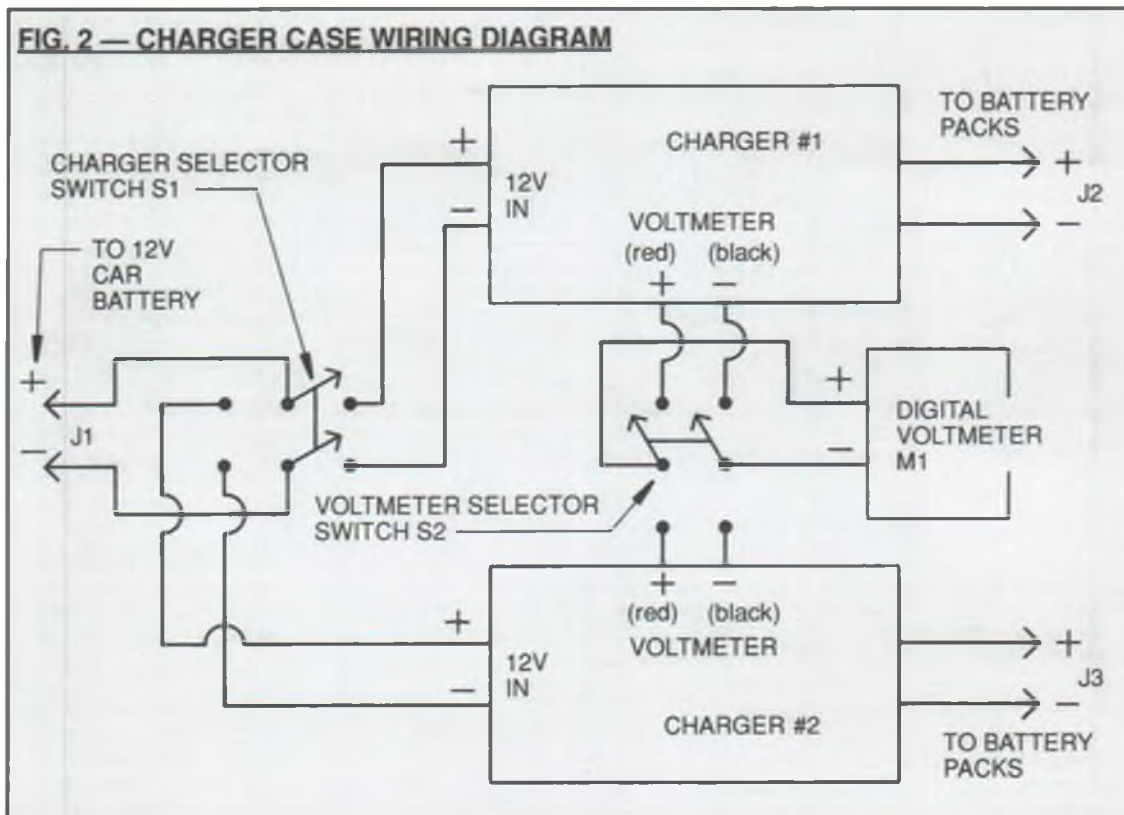 FIG. 2 — CHARGER CASE WIRING DIAGRAM
CHARGER SELECTOR
SWITCH S1
TO 12V
CAR
BATTERY
+
−
J1
+
−
12V
IN
CHARGER #1
VOLTMETER
(red) (black)
+ −
TO BATTERY
PACKS
+
J2
−
+
−
DIGITAL
VOLTMETER
M1
VOLTMETER SELECTOR
SWITCH S2
+ −
(red) (black)
VOLTMETER
+
−
12V
IN
CHARGER #2
+
J3
−
TO BATTERY
PACKS